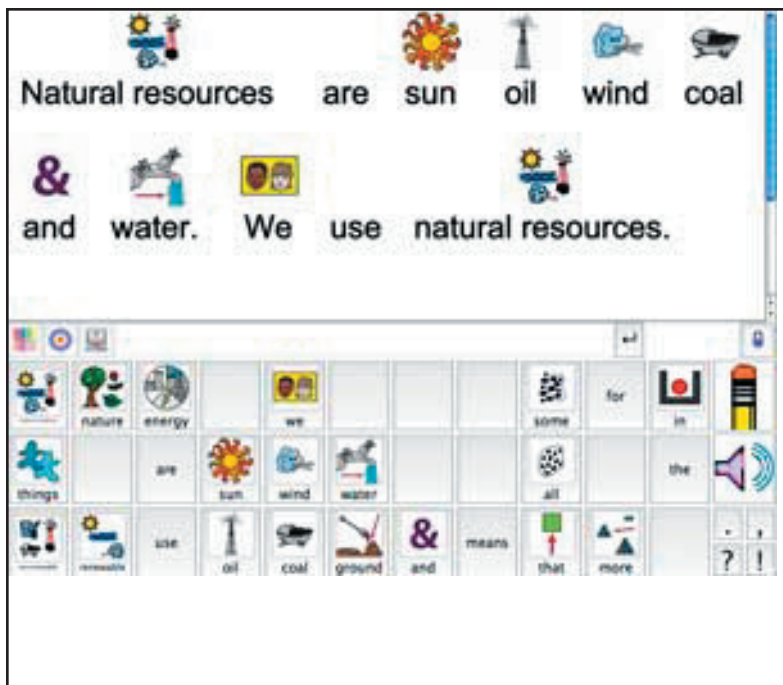 Natural resources are sun oil wind coal
& and water. We use natural resources.
nature energy we some for in
things are sun wind water all the
renewable use oil coal ground & and means that more . , ? !